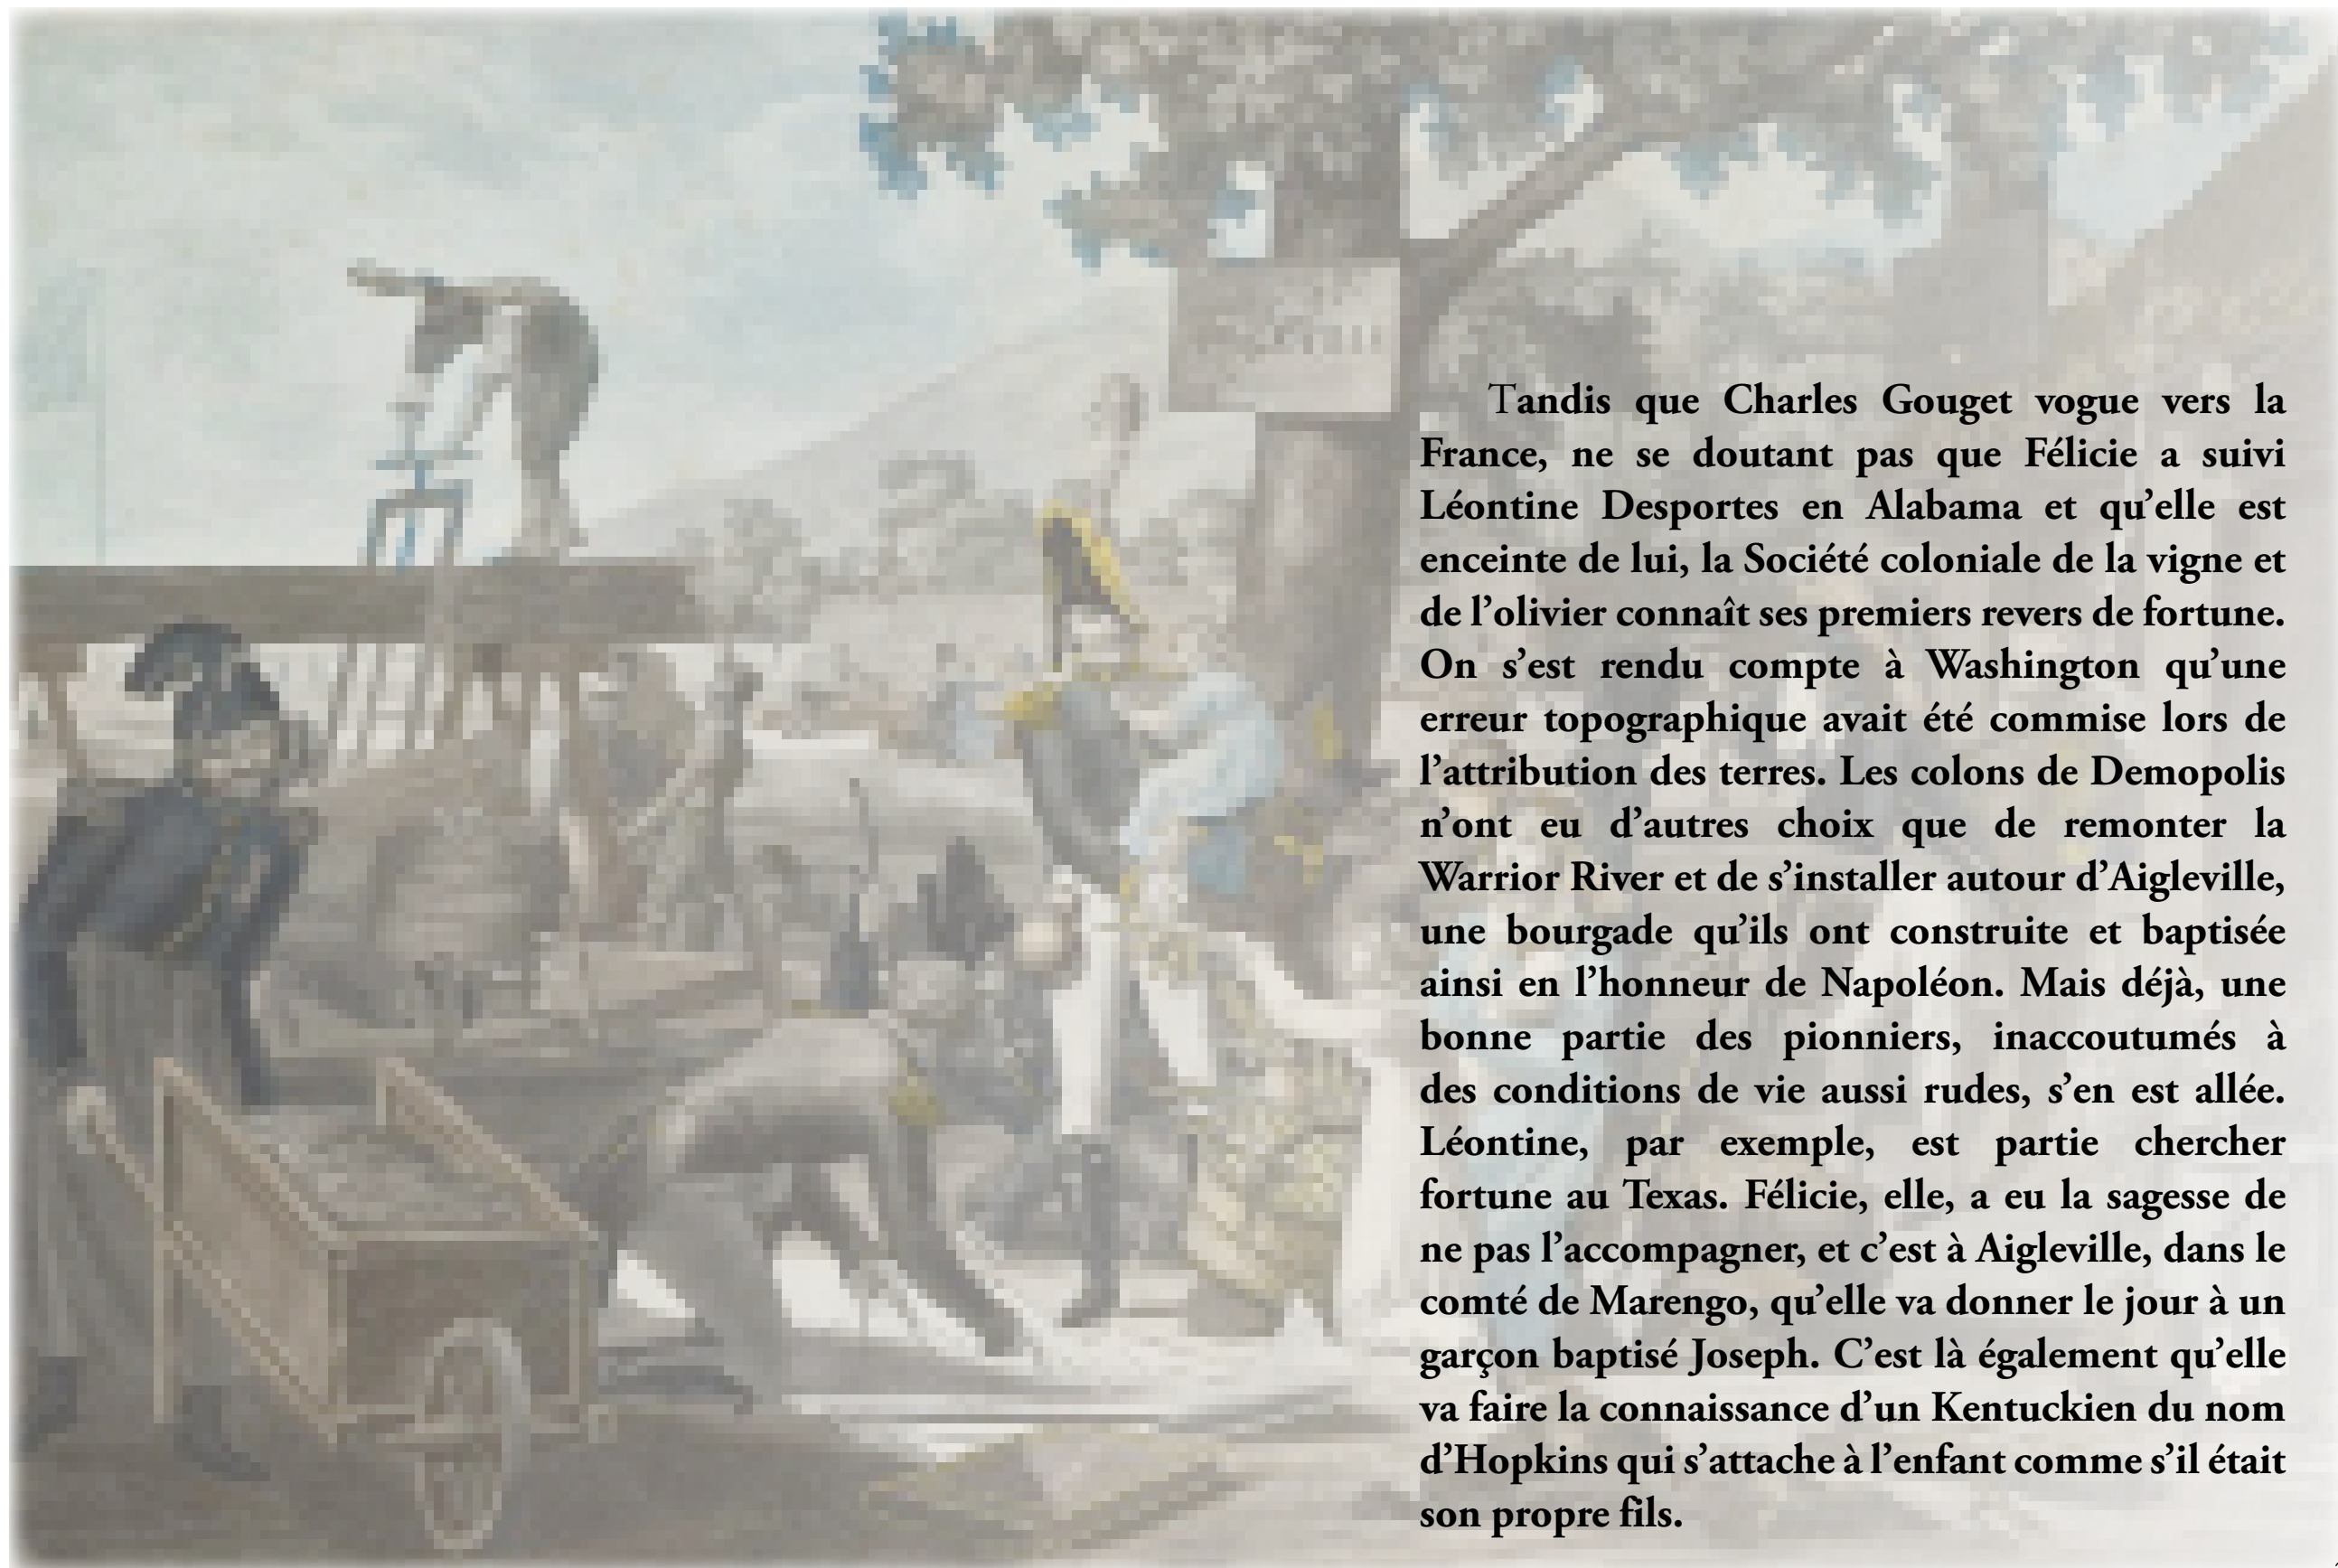 Tandis que Charles Gouget vogue vers la
France, ne se doutant pas que Félicie a suivi
Léontine Desportes en Alabama et qu’elle est
enceinte de lui, la Société coloniale de la vigne et
de l’olivier connaît ses premiers revers de fortune.
On s’est rendu compte à Washington qu’une
erreur topographique avait été commise lors de
l’attribution des terres. Les colons de Demopolis
n’ont eu d’autres choix que de remonter la
Warrior River et de s’installer autour d’Aigleville,
une bourgade qu’ils ont construite et baptisée
ainsi en l’honneur de Napoléon. Mais déjà, une
bonne partie des pionniers, inaccoutumés à
des conditions de vie aussi rudes, s’en est allée.
Léontine, par exemple, est partie chercher
fortune au Texas. Félicie, elle, a eu la sagesse de
ne pas l’accompagner, et c’est à Aigleville, dans le
comté de Marengo, qu’elle va donner le jour à un
garçon baptisé Joseph. C’est là également qu’elle
va faire la connaissance d’un Kentuckien du nom
d’Hopkins qui s’attache à l’enfant comme s’il était
son propre fils.